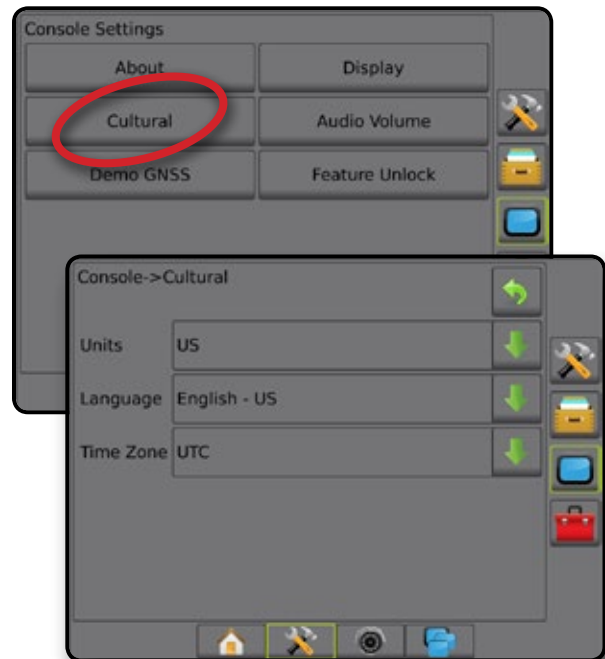 Console Settings
About Display
Cultural Audio Volume
Demo GNSS Feature Unlock
Console->Cultural
Units US
Language English - US
Time Zone UTC